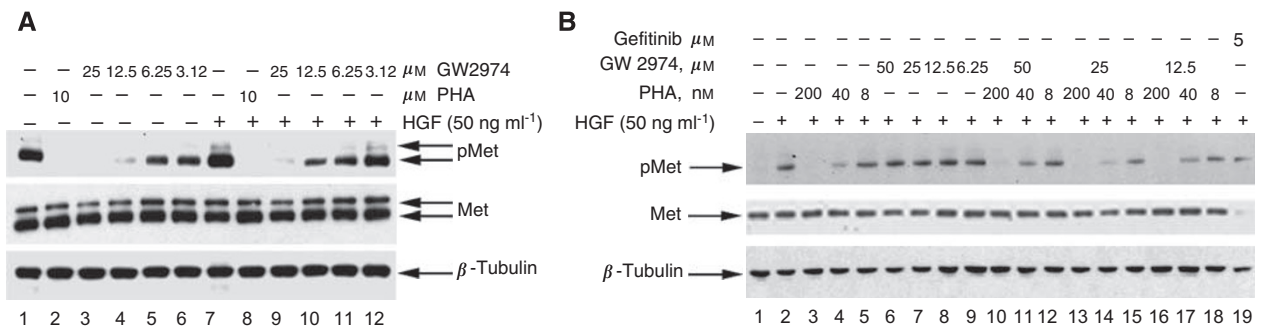 A
– – 25 12.5 6.25 3.12 – – 25 12.5 6.25 3.12 μM GW2974
– 10 – – – – – 10 – – – – μM PHA
– – – – – – + + + + + + HGF (50 ng ml-1)
pMet
Met
β-Tubulin
1 2 3 4 5 6 7 8 9 10 11 12
B
Gefitinib μM – – – – – – – – – – – – – – – – – – 5
GW 2974, μM – – – – – 50 25 12.5 6.25 50 25 12.5 –
PHA, nM – – 200 40 8 – – – – 200 40 8 200 40 8 200 40 8 –
HGF (50 ng ml-1) – + + + + + + + + + + + + + + + + + +
pMet
Met
β-Tubulin
1 2 3 4 5 6 7 8 9 10 11 12 13 14 15 16 17 18 19